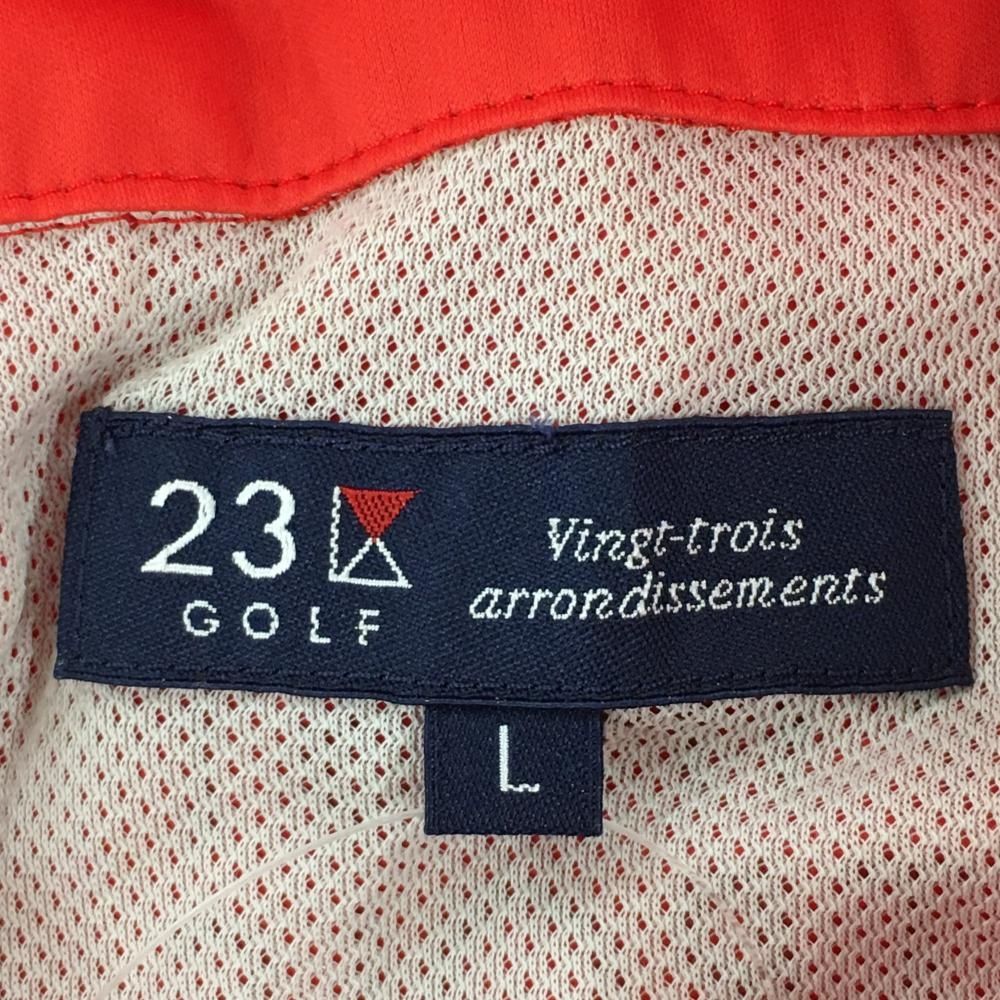 23
GOLF
Vingt-trois
arrondissements
L